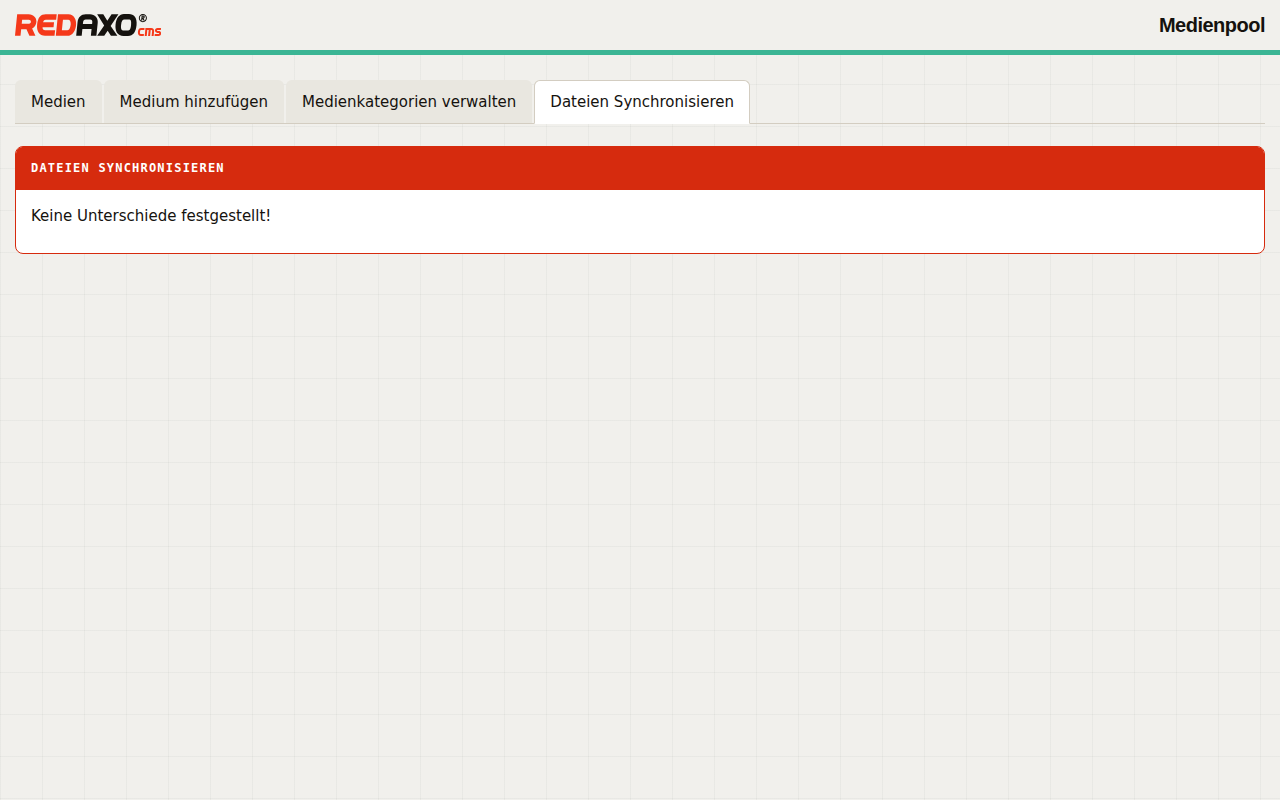 REDAXO® cms
Medienpool
Medien
Medium hinzufügen
Medienkategorien verwalten
Dateien Synchronisieren
DATEIEN SYNCHRONISIEREN
Keine Unterschiede festgestellt!